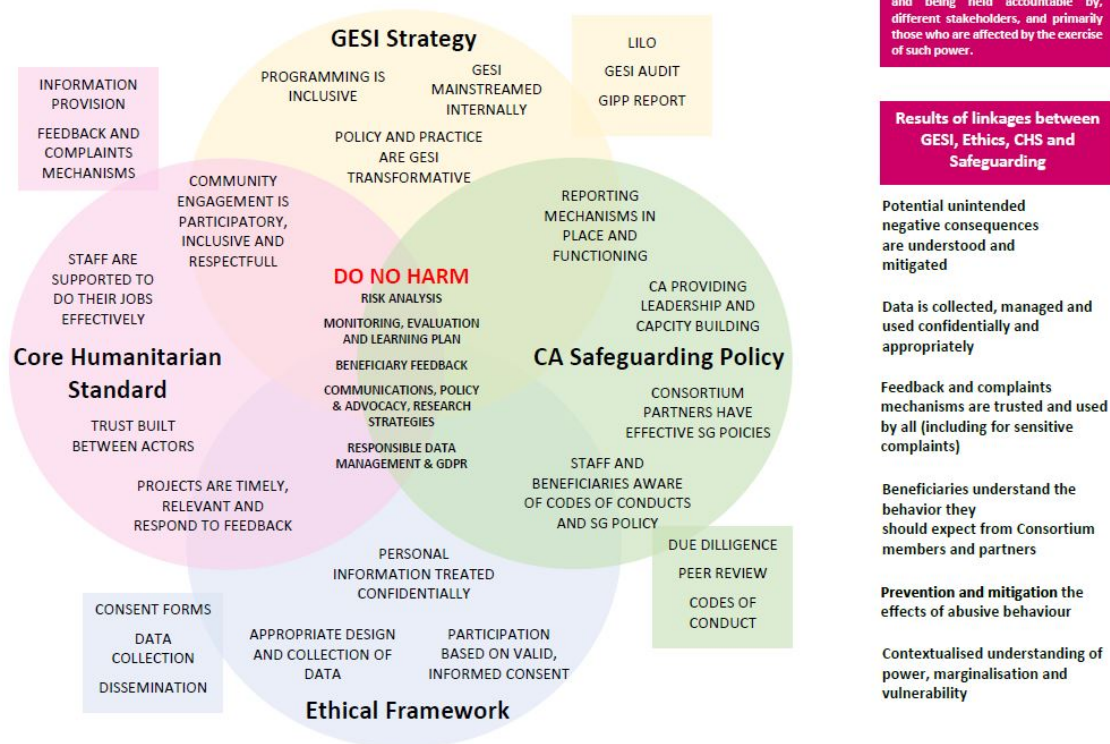 GESI Strategy
PROGRAMMING IS
INCLUSIVE
GESI
MAINSTREAMED
INTERNALLY
POLICY AND PRACTICE
ARE GESI
TRANSFORMATIVE
LILO
GESI AUDIT
GIPP REPORT
INFORMATION
PROVISION
FEEDBACK AND
COMPLAINTS
MECHANISMS
COMMUNITY
ENGAGEMENT IS
PARTICIPATORY,
INCLUSIVE AND
RESPECTFULL
REPORTING
MECHANISMS IN
PLACE AND
FUNCTIONING
STAFF ARE
SUPPORTED TO
DO THEIR JOBS
EFFECTIVELY
DO NO HARM
RISK ANALYSIS
MONITORING, EVALUATION
AND LEARNING PLAN
BENEFICIARY FEEDBACK
COMMUNICATIONS, POLICY
& ADVOCACY, RESEARCH
STRATEGIES
RESPONSIBLE DATA
MANAGEMENT & GDPR
CA PROVIDING
LEADERSHIP AND
CAPCITY BUILDING
Core Humanitarian
Standard
CA Safeguarding Policy
TRUST BUILT
BETWEEN ACTORS
CONSORTIUM
PARTNERS HAVE
EFFECTIVE SG POICIES
PROJECTS ARE TIMELY,
RELEVANT AND
RESPOND TO FEEDBACK
STAFF AND
BENEFICIARIES AWARE
OF CODES OF CONDUCTS
AND SG POLICY
PERSONAL
INFORMATION TREATED
CONFIDENTIALLY
DUE DILLIGENCE
PEER REVIEW
CODES OF
CONDUCT
CONSENT FORMS
DATA
COLLECTION
DISSEMINATION
APPROPRIATE DESIGN
AND COLLECTION OF
DATA
PARTICIPATION
BASED ON VALID,
INFORMED CONSENT
Ethical Framework
and being held accountable by,
different stakeholders, and primarily
those who are affected by the exercise
of such power.
Results of linkages between
GESI, Ethics, CHS and
Safeguarding
Potential unintended
negative consequences
are understood and
mitigated
Data is collected, managed and
used confidentially and
appropriately
Feedback and complaints
mechanisms are trusted and used
by all (including for sensitive
complaints)
Beneficiaries understand the
behavior they
should expect from Consortium
members and partners
Prevention and mitigation the
effects of abusive behaviour
Contextualised understanding of
power, marginalisation and
vulnerability